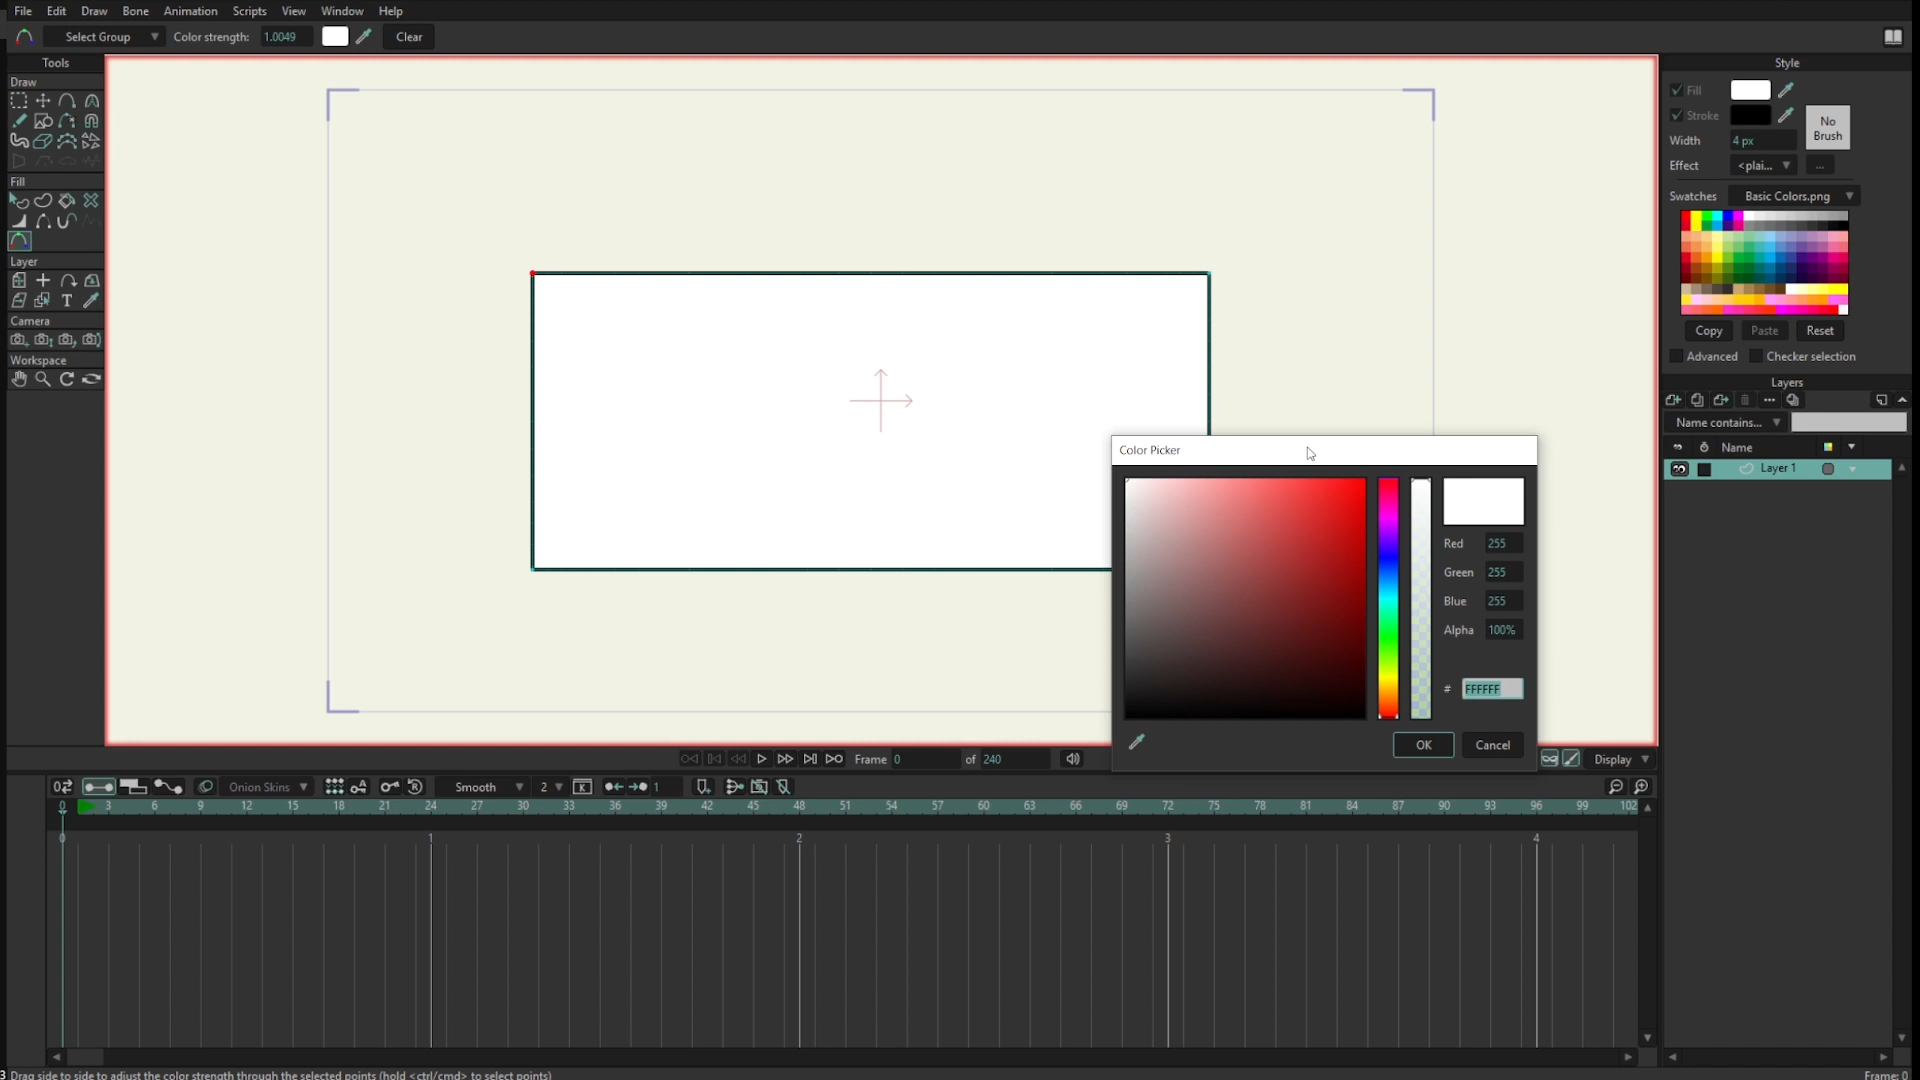 File Edit Draw Bone Animation Scripts View Window Help
Select Group Color strength: 1.0049 Clear
Tools
Draw
Fill
Layer
T
Camera
Workspace
Style
Fill
Stroke
No
Brush
Width 4 px
Effect <plai... ...
Swatches Basic Colors.png
Copy Paste Reset
Advanced Checker selection
Layers
Name contains...
Name
Layer 1
Color Picker
Red 255
Green 255
Blue 255
Alpha 100%
# FFFFFF
OK Cancel
Frame 0 of 240 Display
Onion Skins Smooth 2 K 1
0 3 6 9 12 15 18 21 24 27 30 33 36 39 42 45 48 51 54 57 60 63 66 69 72 75 78 81 84 87 90 93 96 99 102
0 1 2 3 4
3 Drag side to side to adjust the color strength through the selected points (hold <ctrl/cmd> to select points) Frame: 0